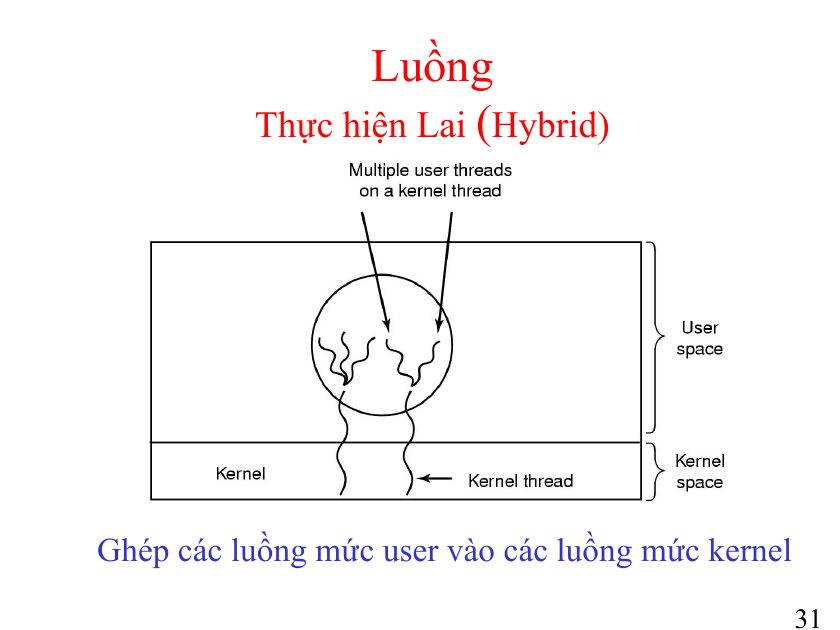 Luồng
Thực hiện Lai (Hybrid)
Multiple user threads
on a kernel thread
User
space
Kernel
Kernel thread
Kernel
space
Ghép các luồng mức user vào các luồng mức kernel
31